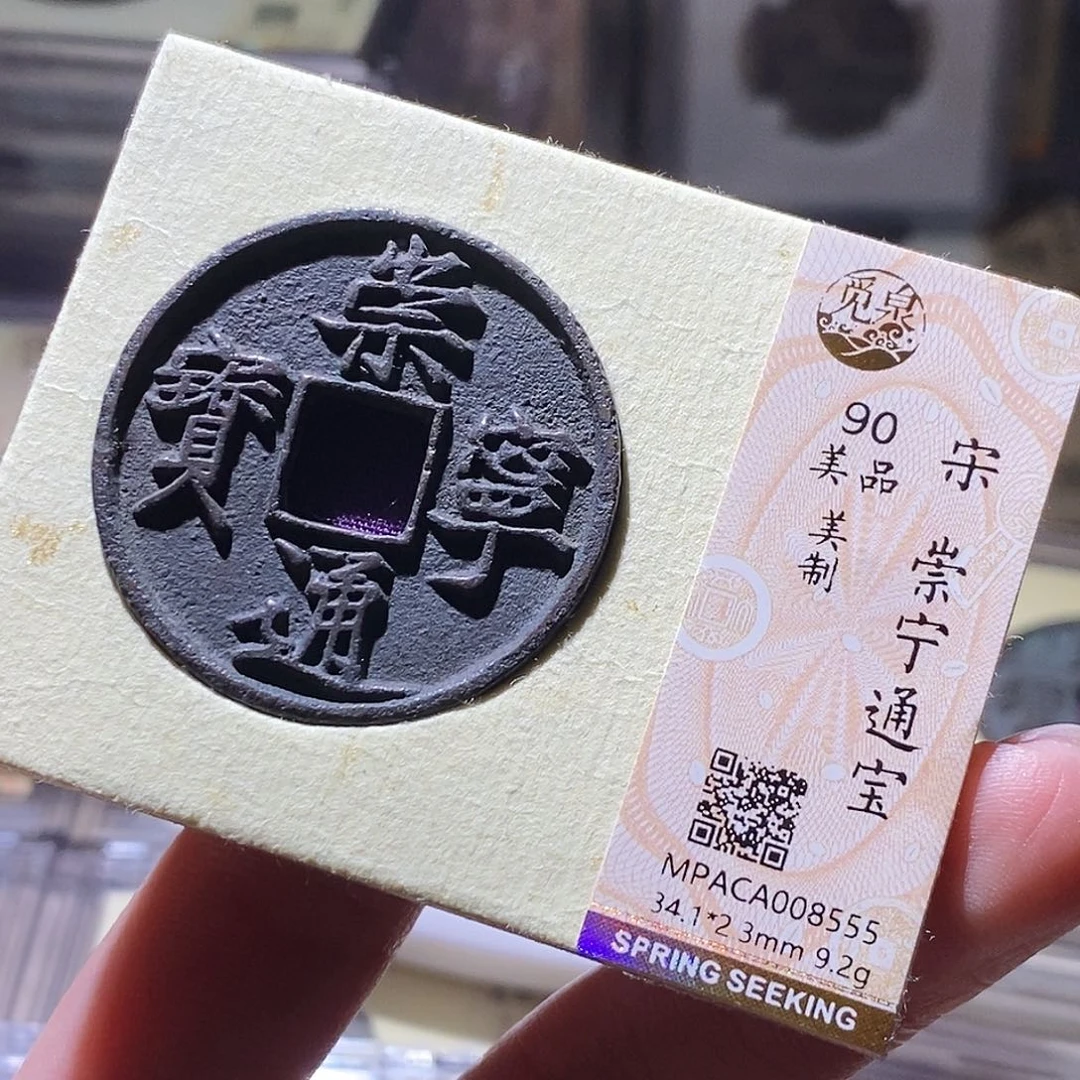 崇寧通寳
觅泉
90
美品
美制
宋 崇宁通宝
MPACA008555
34.1*2.3mm 9.2g
SPRING SEEKING